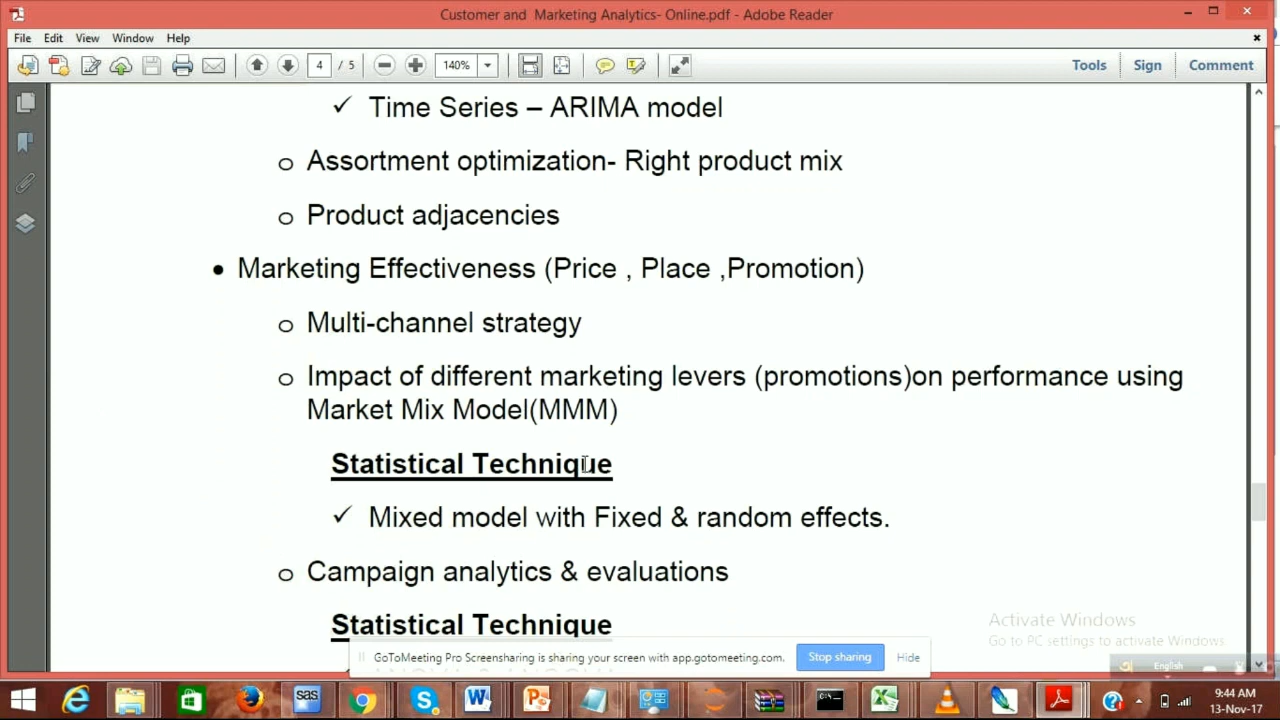 Customer and Marketing Analytics- Online.pdf - Adobe Reader
File Edit View Window Help
4 / 5 140% Tools Sign Comment
✓ Time Series – ARIMA model
o Assortment optimization- Right product mix
o Product adjacencies
• Marketing Effectiveness (Price , Place ,Promotion)
o Multi-channel strategy
o Impact of different marketing levers (promotions)on performance using
Market Mix Model(MMM)
Statistical Technique
✓ Mixed model with Fixed & random effects.
o Campaign analytics & evaluations
Statistical Technique
Activate Windows
Go to PC settings to activate Windows.
GoToMeeting Pro Screensharing is sharing your screen with app.gotomeeting.com. Stop sharing Hide
English
sas
9:44 AM
13-Nov-17